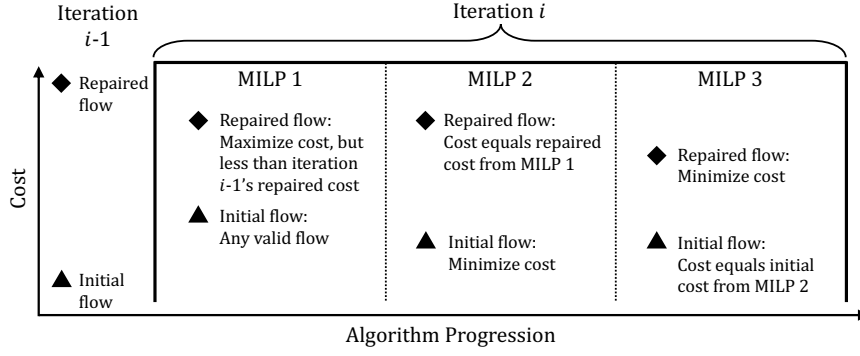 Iteration
i-1
Iteration i
Cost
Repaired
flow
Initial
flow
MILP 1
Repaired flow:
Maximize cost, but
less than iteration
i-1's repaired cost
Initial flow:
Any valid flow
MILP 2
Repaired flow:
Cost equals repaired
cost from MILP 1
Initial flow:
Minimize cost
MILP 3
Repaired flow:
Minimize cost
Initial flow:
Cost equals initial
cost from MILP 2
Algorithm Progression